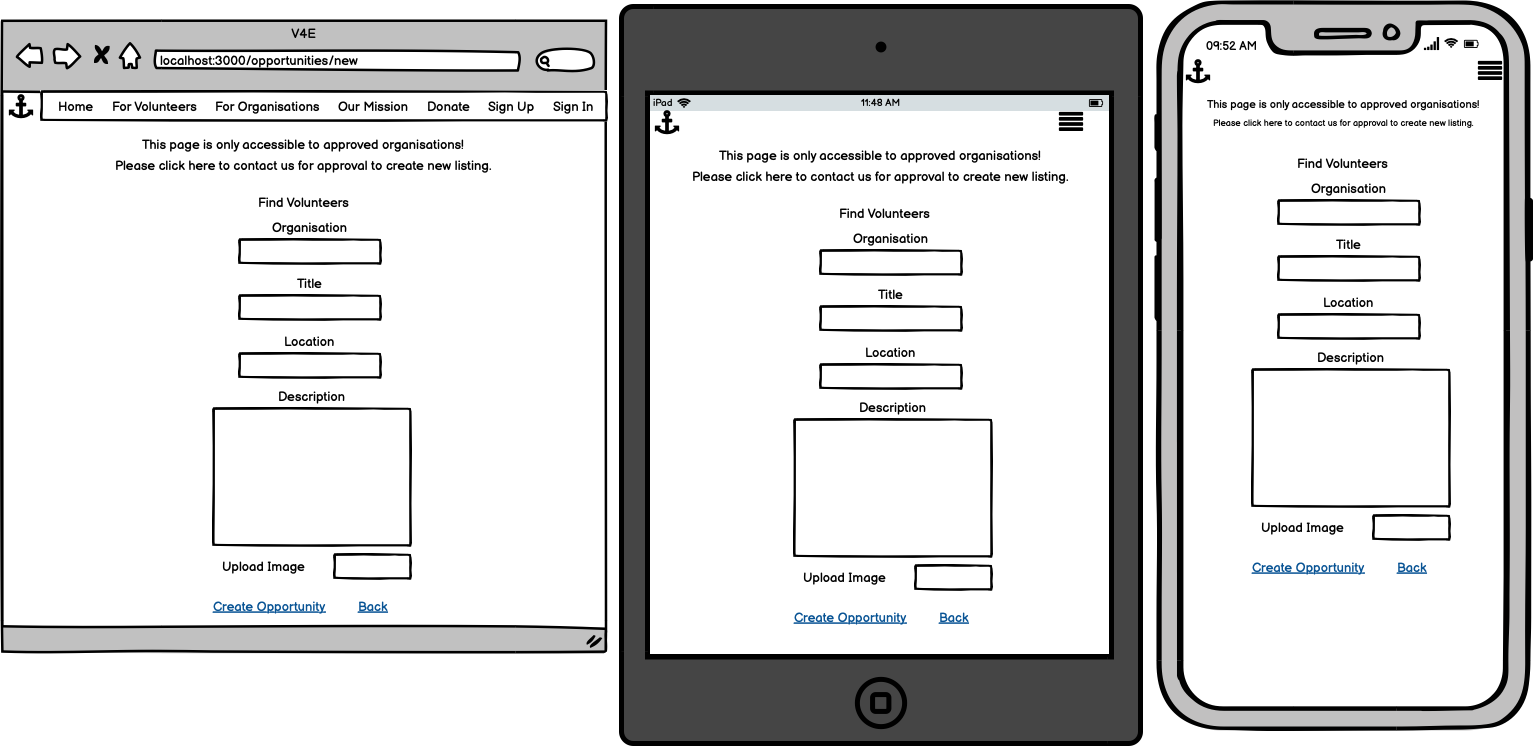 V4E
localhost:3000/opportunities/new
Home For Volunteers For Organisations Our Mission Donate Sign Up Sign In
This page is only accessible to approved organisations!
Please click here to contact us for approval to create new listing.
Find Volunteers
Organisation
Title
Location
Description
Upload Image
Create Opportunity Back
iPad 11:48 AM
This page is only accessible to approved organisations!
Please click here to contact us for approval to create new listing.
Find Volunteers
Organisation
Title
Location
Description
Upload Image
Create Opportunity Back
09:52 AM
This page is only accessible to approved organisations!
Please click here to contact us for approval to create new listing.
Find Volunteers
Organisation
Title
Location
Description
Upload Image
Create Opportunity Back